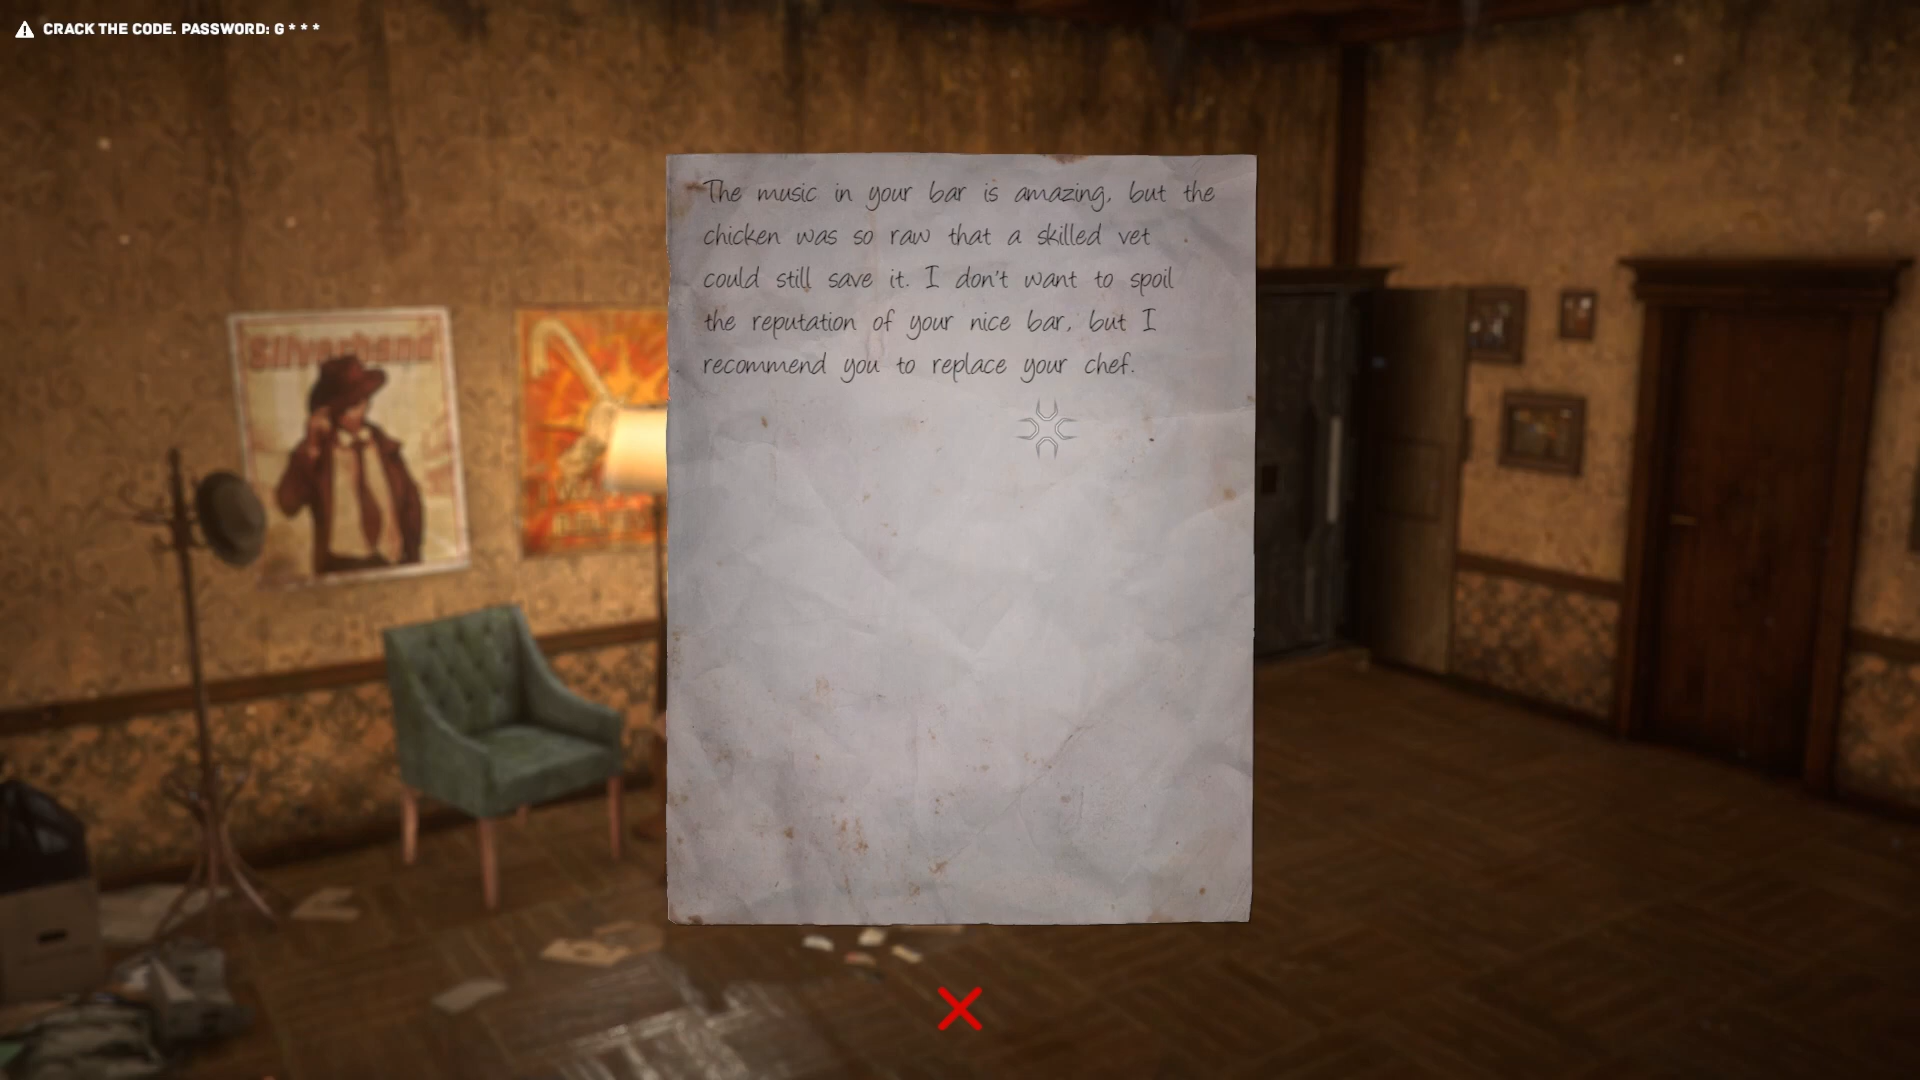 CRACK THE CODE. PASSWORD: G * * *
The music in your bar is amazing, but the
chicken was so raw that a skilled vet
could still save it. I don't want to spoil
the reputation of your nice bar, but I
recommend you to replace your chef.
Silverhand